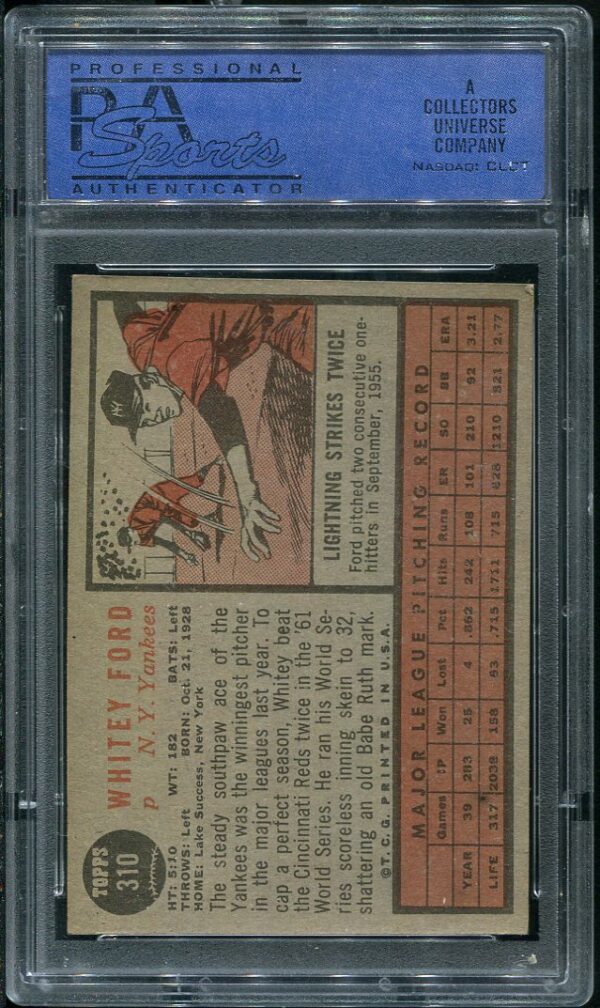 PROFESSIONAL
PSA
Sports
AUTHENTICATOR
A
COLLECTORS
UNIVERSE
COMPANY
NASDAQ: CLCT
TOPPS
310
WHITEY FORD
p N. Y. Yankees
HT: 5:10 WT: 182 BATS: Left
THROWS: Left BORN: Oct. 21, 1928
HOME: Lake Success, New York
The steady southpaw ace of the
Yankees was the winningest pitcher
in the major leagues last year. To
cap a perfect season, Whitey beat
the Cincinnati Reds twice in the '61
World Series. He ran his World Se-
ries scoreless inning skein to 32,
shattering an old Babe Ruth mark.
© T. C. G. PRINTED IN U.S.A.
LIGHTNING STRIKES TWICE
Ford pitched two consecutive one-
hitters in September, 1955.
MAJOR LEAGUE PITCHING RECORD
Games IP Won Lost Pct Hits Runs ER SO BB ERA
YEAR 39 283 25 4 .862 242 108 101 210 92 3.21
LIFE 317 2038 158 63 .715 1711 715 628 1210 821 2.77